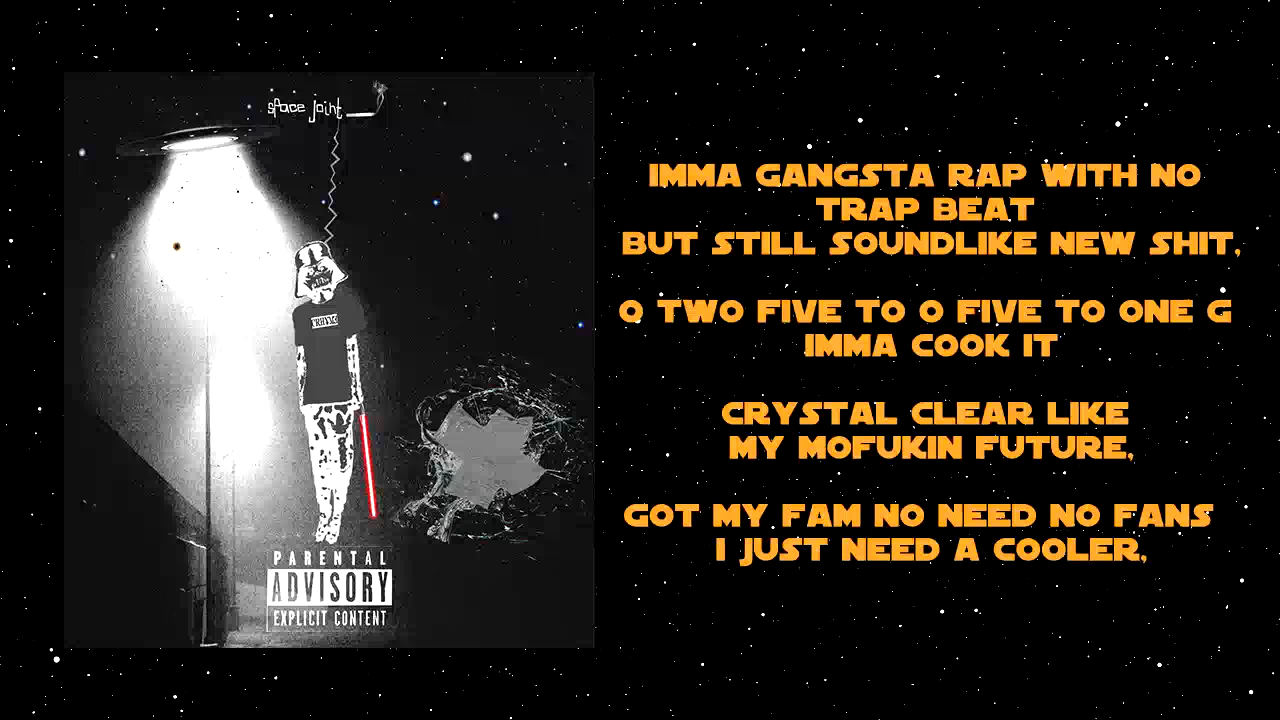 space joint
PARENTAL
ADVISORY
EXPLICIT CONTENT
IMMA GANGSTA RAP WITH NO
TRAP BEAT
BUT STILL SOUNDLIKE NEW SHIT,
0 TWO FIVE TO 0 FIVE TO ONE G
IMMA COOK IT
CRYSTAL CLEAR LIKE
MY MOFUKIN FUTURE,
GOT MY FAM NO NEED NO FANS
I JUST NEED A COOLER,